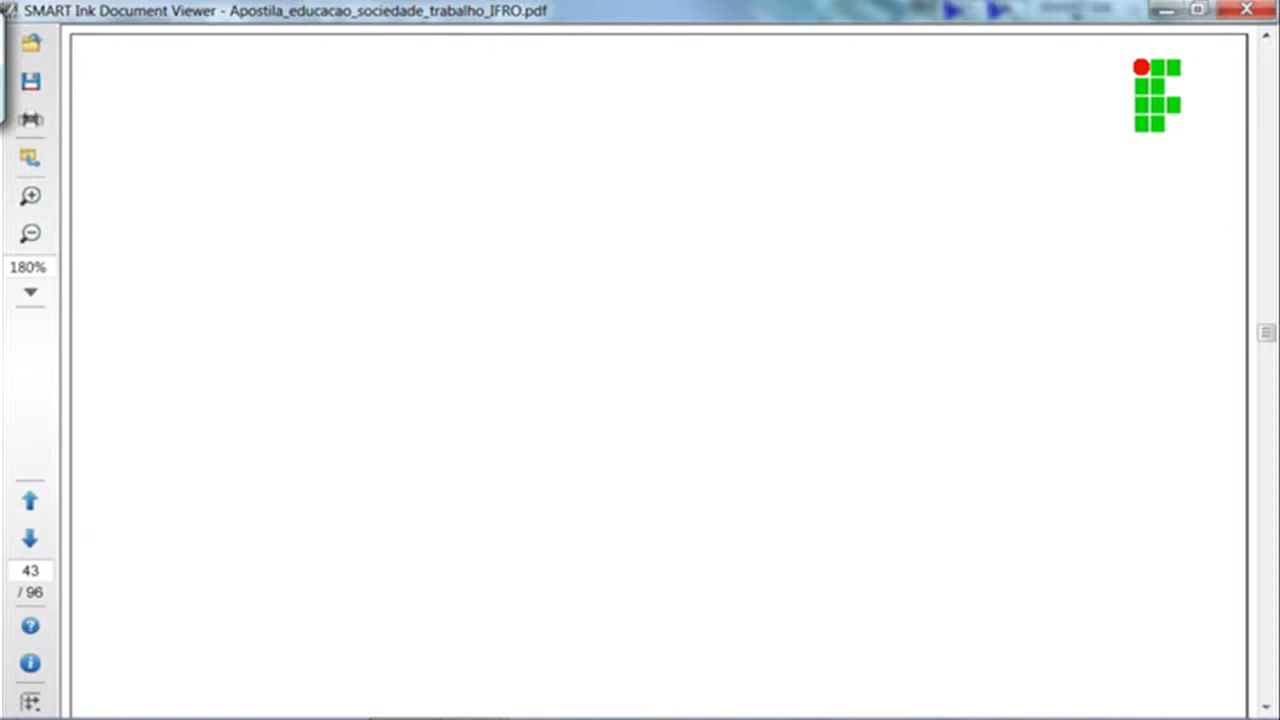 SMART Ink Document Viewer - Apostila_educacao_sociedade_trabalho_IFRO.pdf
180%
43
/ 96